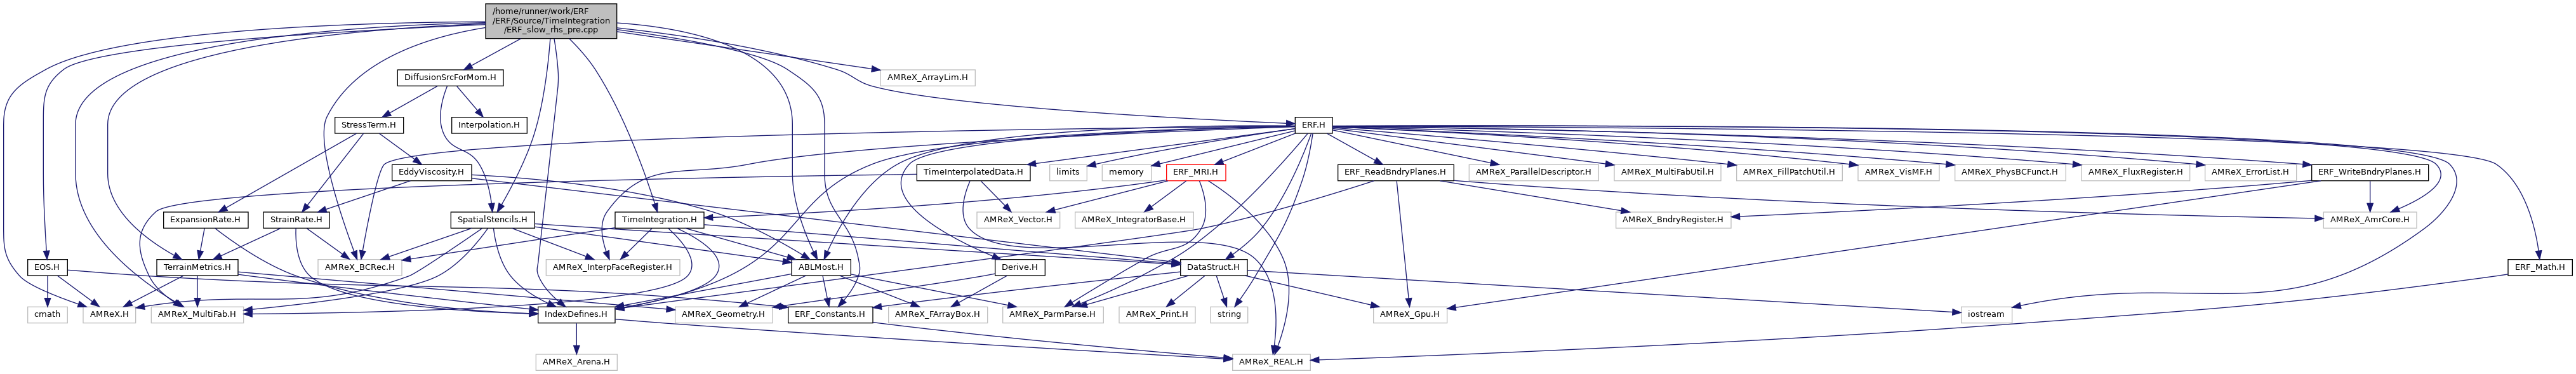 /home/runner/work/ERF
/ERF/Source/TimeIntegration
/ERF_slow_rhs_pre.cpp
DiffusionSrcForMom.H
AMReX_ArrayLim.H
StressTerm.H
Interpolation.H
ERF.H
EddyViscosity.H
TimeInterpolatedData.H
limits
memory
ERF_MRI.H
ERF_ReadBndryPlanes.H
AMReX_ParallelDescriptor.H
AMReX_MultiFabUtil.H
AMReX_FillPatchUtil.H
AMReX_VisMF.H
AMReX_PhysBCFunct.H
AMReX_FluxRegister.H
AMReX_ErrorList.H
ERF_WriteBndryPlanes.H
ExpansionRate.H
StrainRate.H
SpatialStencils.H
TimeIntegration.H
AMReX_Vector.H
AMReX_IntegratorBase.H
AMReX_BndryRegister.H
AMReX_AmrCore.H
EOS.H
TerrainMetrics.H
AMReX_BCRec.H
AMReX_InterpFaceRegister.H
ABLMost.H
Derive.H
DataStruct.H
ERF_Math.H
cmath
AMReX.H
AMReX_MultiFab.H
IndexDefines.H
AMReX_Geometry.H
ERF_Constants.H
AMReX_FArrayBox.H
AMReX_ParmParse.H
AMReX_Print.H
string
AMReX_Gpu.H
iostream
AMReX_Arena.H
AMReX_REAL.H